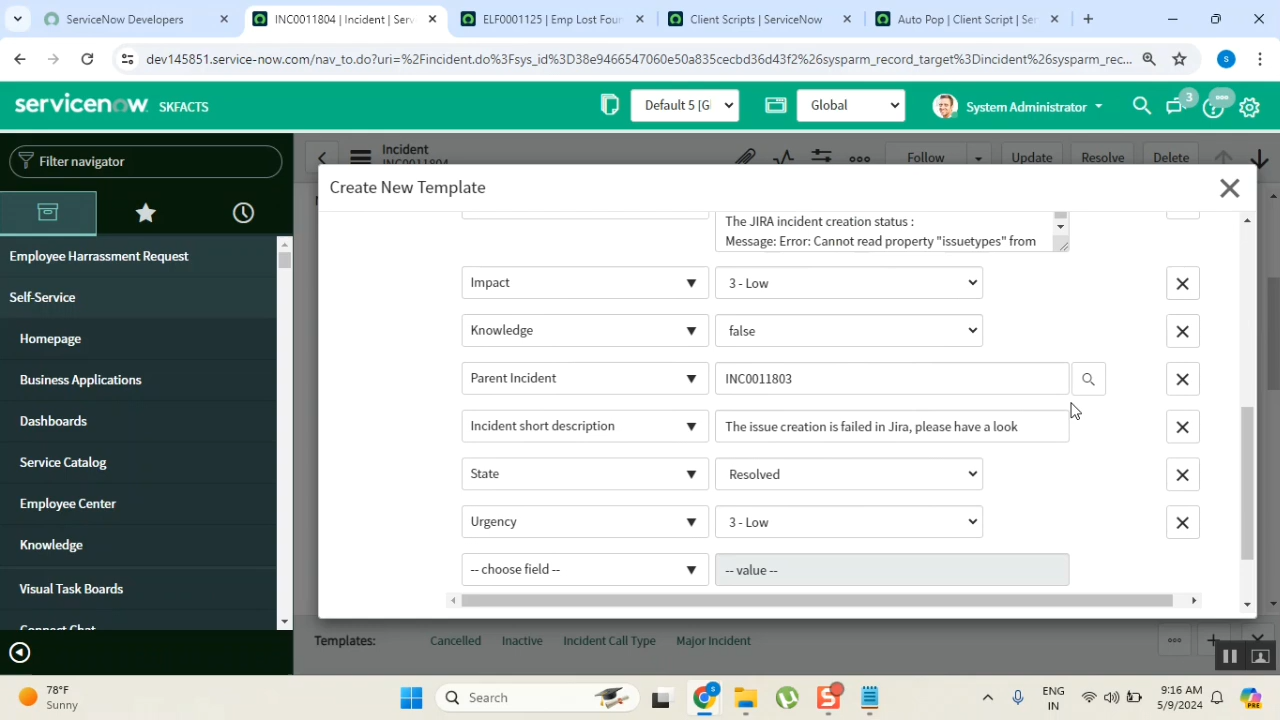 ServiceNow Developers
INC0011804 | Incident | Serv
ELF0001125 | Emp Lost Foun
Client Scripts | ServiceNow
Auto Pop | Client Script | Ser
dev145851.service-now.com/nav_to.do?uri=%2Fincident.do%3Fsys_id%3D38e9466547060e50a835cecbd36d43f2%26sysparm_record_target%3Dincident%26sysparm_rec...
S
servicenow
SKFACTS
Default 5 [G
Global
System Administrator
3
Filter navigator
Incident
Follow
Update
Resolve
Delete
Create New Template
Employee Harrassment Request
Self-Service
Homepage
Business Applications
Dashboards
Service Catalog
Employee Center
Knowledge
Visual Task Boards
The JIRA incident creation status :
Message: Error: Cannot read property "issuetypes" from
Impact
3 - Low
Knowledge
false
Parent Incident
INC0011803
Incident short description
The issue creation is failed in Jira, please have a look
State
Resolved
Urgency
3 - Low
-- choose field --
-- value --
Templates:
Cancelled
Inactive
Incident Call Type
Major Incident
78°F
Sunny
Search
ENG
IN
9:16 AM
5/9/2024